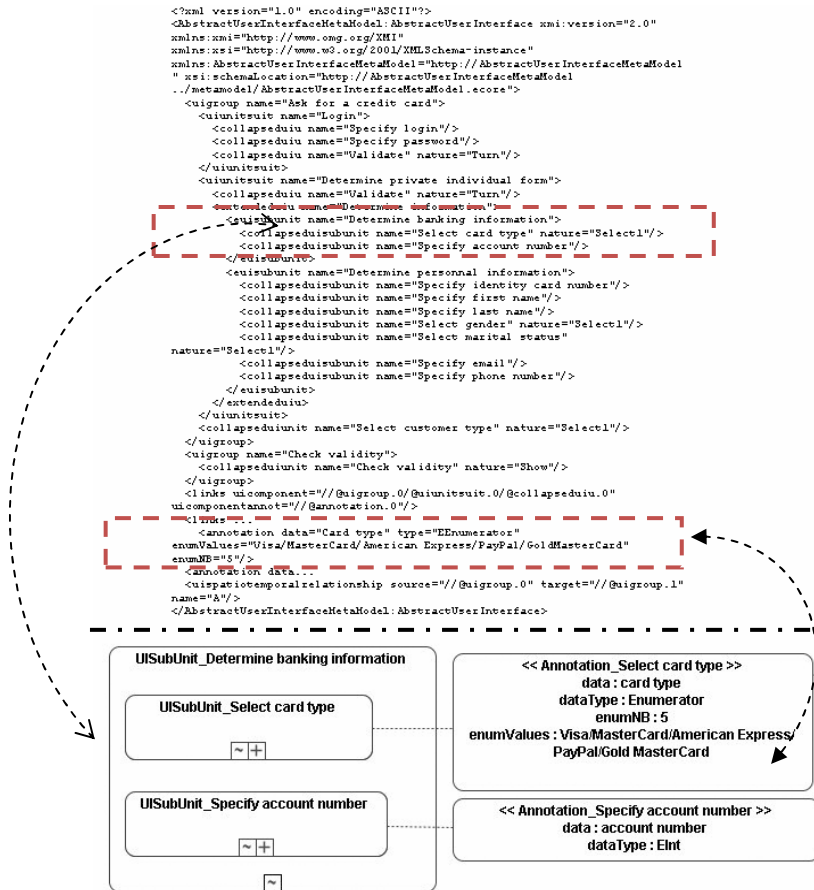 <?xml version="1.0" encoding="ASCII"?>
<AbstractUserInterfaceMetaModel:AbstractUserInterface xmi:version="2.0"
xmlns:xmi="http://www.omg.org/XMI"
xmlns:xsi="http://www.w3.org/2001/XMLSchema-instance"
xmlns:AbstractUserInterfaceMetaModel="http://AbstractUserInterfaceMetaModel
" xsi:schemaLocation="http://AbstractUserInterfaceMetaModel
../metamodel/AbstractUserInterfaceMetaModel.ecore">
<uigroup name="Ask for a credit card">
<uiunitsuit name="Login">
<collapseduiu name="Specify login"/>
<collapseduiu name="Specify password"/>
<collapseduiu name="Validate" nature="Turn"/>
</uiunitsuit>
<uiunitsuit name="Determine private individual form">
<collapseduiu name="Validate" nature="Turn"/>
<extendeduiu name="Determine information">
<euisubunit name="Determine banking information">
<collapseduisubunit name="Select card type" nature="Select1"/>
<collapseduisubunit name="Specify account number"/>
</euisubunit>
<euisubunit name="Determine personnal information">
<collapseduisubunit name="Specify identity card number"/>
<collapseduisubunit name="Specify first name"/>
<collapseduisubunit name="Specify last name"/>
<collapseduisubunit name="Select gender" nature="Select1"/>
<collapseduisubunit name="Select marital status"
nature="Select1"/>
<collapseduisubunit name="Specify email"/>
<collapseduisubunit name="Specify phone number"/>
</euisubunit>
</extendeduiu>
</uiunitsuit>
<collapseduiunit name="Select customer type" nature="Select1"/>
</uigroup>
<uigroup name="Check validity">
<collapseduiunit name="Check validity" nature="Show"/>
</uigroup>
<links uicomponent="//@uigroup.0/@uiunitsuit.0/@collapseduiu.0"
uicomponentannot="//@annotation.0"/>
<links ...
<annotation data="Card type" type="EEnumerator"
enumValues="Visa/MasterCard/American Express/PayPal/GoldMasterCard"
enumNB="5"/>
<annotation data...
<uispatiotemporalrelationship source="//@uigroup.0" target="//@uigroup.1"
name="A"/>
</AbstractUserInterfaceMetaModel:AbstractUserInterface>
UISubUnit_Determine banking information
UISubUnit_Select card type
~ +
UISubUnit_Specify account number
~ +
~
<< Annotation_Select card type >>
data : card type
dataType : Enumerator
enumNB : 5
enumValues : Visa/MasterCard/American Express/
PayPal/Gold MasterCard
<< Annotation_Specify account number >>
data : account number
dataType : EInt